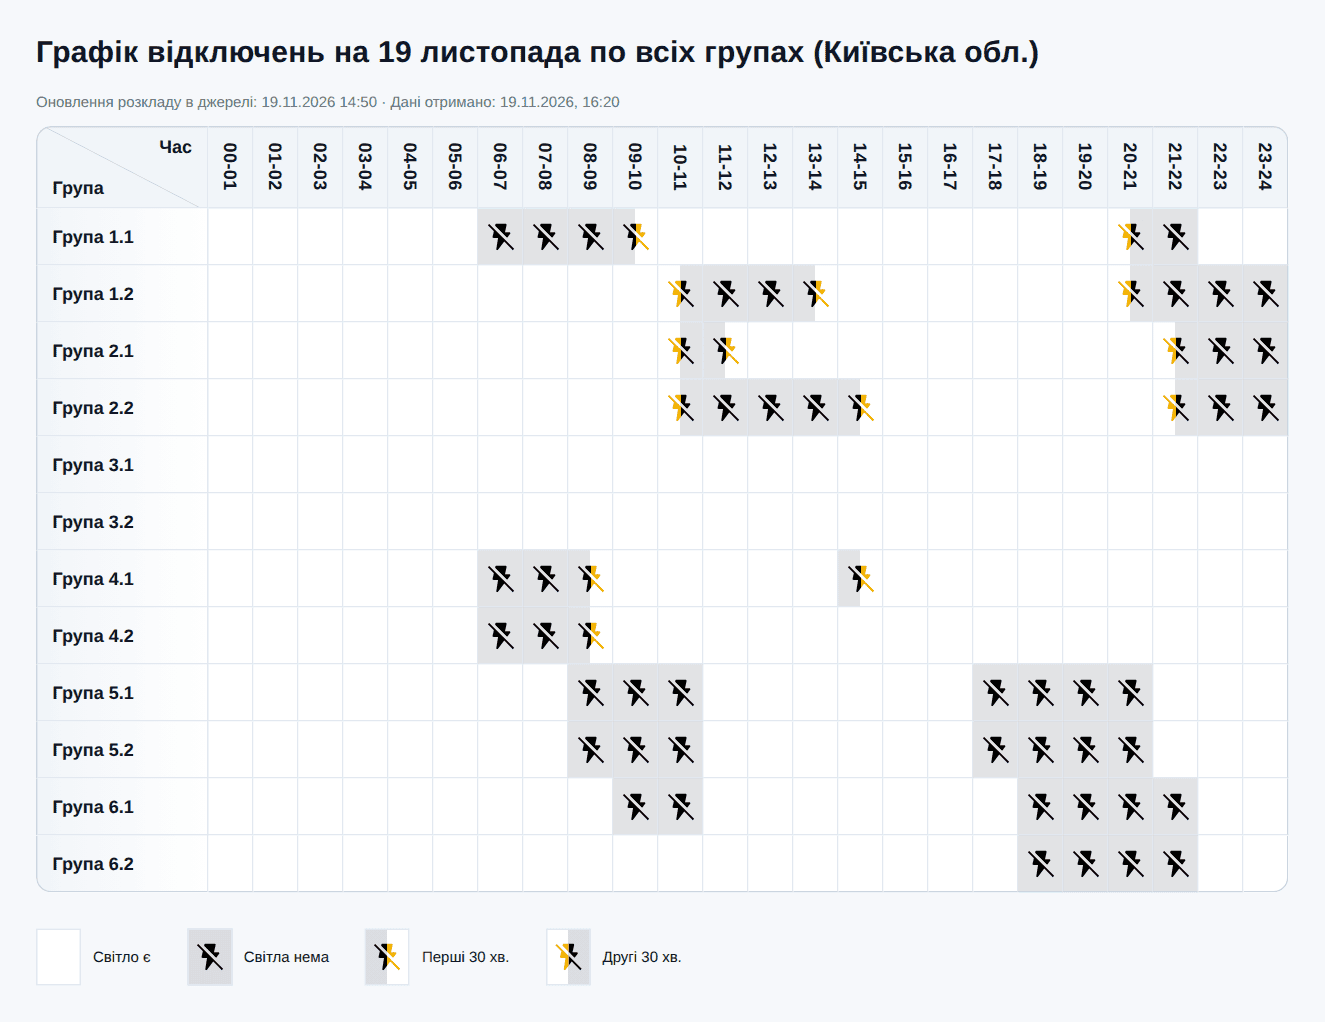 Графік відключень на 19 листопада по всіх групах (Київська обл.)
Оновлення розкладу в джерелі: 19.11.2026 14:50 · Дані отримано: 19.11.2026, 16:20
Час
Група
00-01 01-02 02-03 03-04 04-05 05-06 06-07 07-08 08-09 09-10 10-11 11-12 12-13 13-14 14-15 15-16 16-17 17-18 18-19 19-20 20-21 21-22 22-23 23-24
Група 1.1
Група 1.2
Група 2.1
Група 2.2
Група 3.1
Група 3.2
Група 4.1
Група 4.2
Група 5.1
Група 5.2
Група 6.1
Група 6.2
Світло є Світла нема Перші 30 хв. Другі 30 хв.